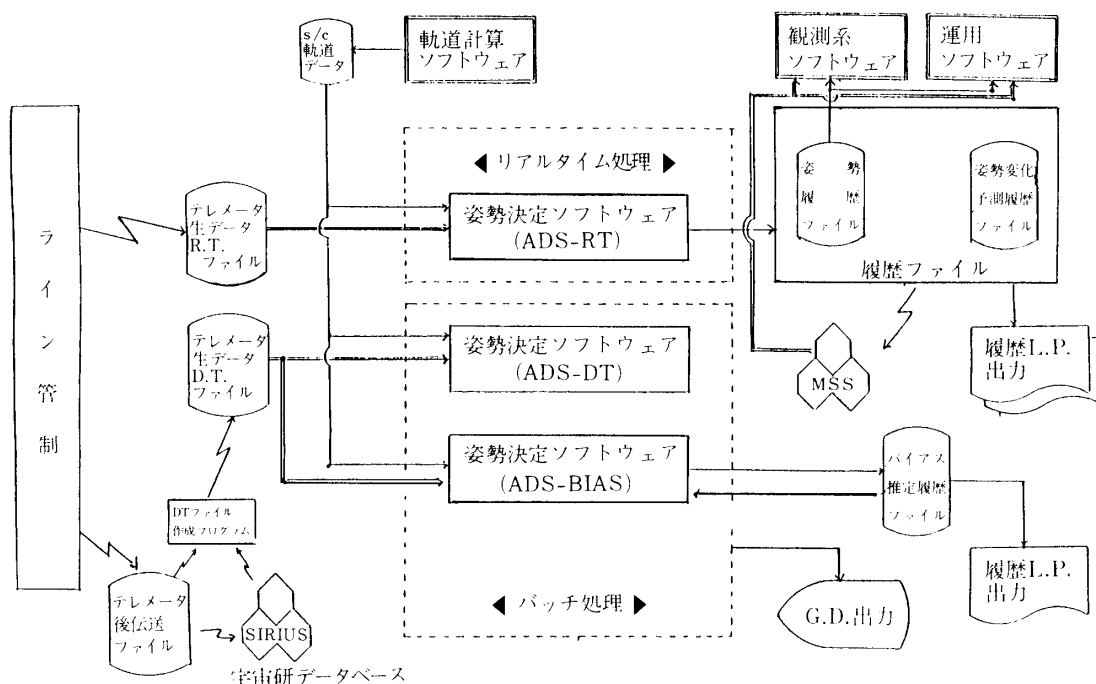 s/c
軌道
データ
軌道計算
ソフトウェア
観測系
ソフトウェア
運用
ソフトウェア
ライン管制
テレメータ
生データ
R.T.
ファイル
◀ リアルタイム処理 ▶
姿勢決定ソフトウェア
(ADS-RT)
姿勢
履歴
ファイル
姿勢変化
予測履歴
ファイル
履歴ファイル
テレメータ
生データ
D.T.
ファイル
姿勢決定ソフトウェア
(ADS-DT)
MSS
履歴L.P.
出力
姿勢決定ソフトウェア
(ADS-BIAS)
バイアス
推定履歴
ファイル
DTファイル
作成プログラム
テレメータ
後伝送
ファイル
SIRIUS
宇宙研データベース
◀ バッチ処理 ▶
G.D.出力
履歴L.P.
出力